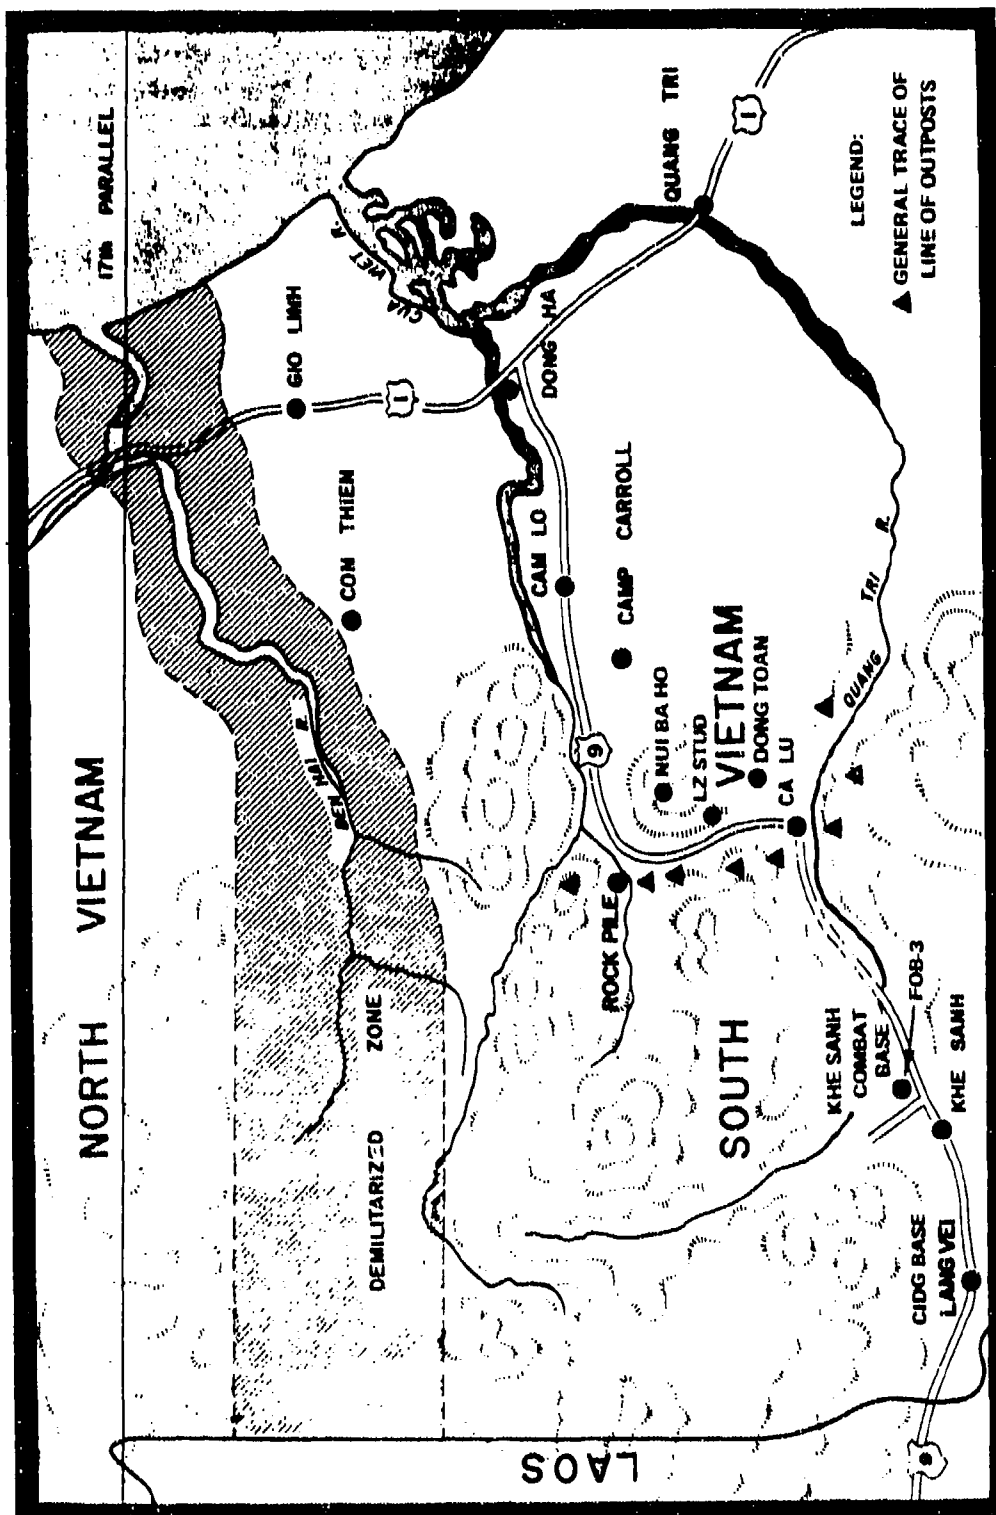 NORTH VIETNAM
17th PARALLEL
DEMILITARIZED ZONE
BEN HAI R.
GIO LINH
CON THIEN
CUA VIET R.
1
DONG HA
QUANG TRI
1
CAM LO
CAMP CARROLL
9
NUI BA HO
LZ STUD
SOUTH VIETNAM
DONG TOAN
CA LU
ROCK PILE
QUANG TRI R.
KHE SANH
COMBAT
BASE
FOB-3
KHE SANH
CIDG BASE
LANG VEI
9
LAOS
LEGEND:
GENERAL TRACE OF
LINE OF OUTPOSTS